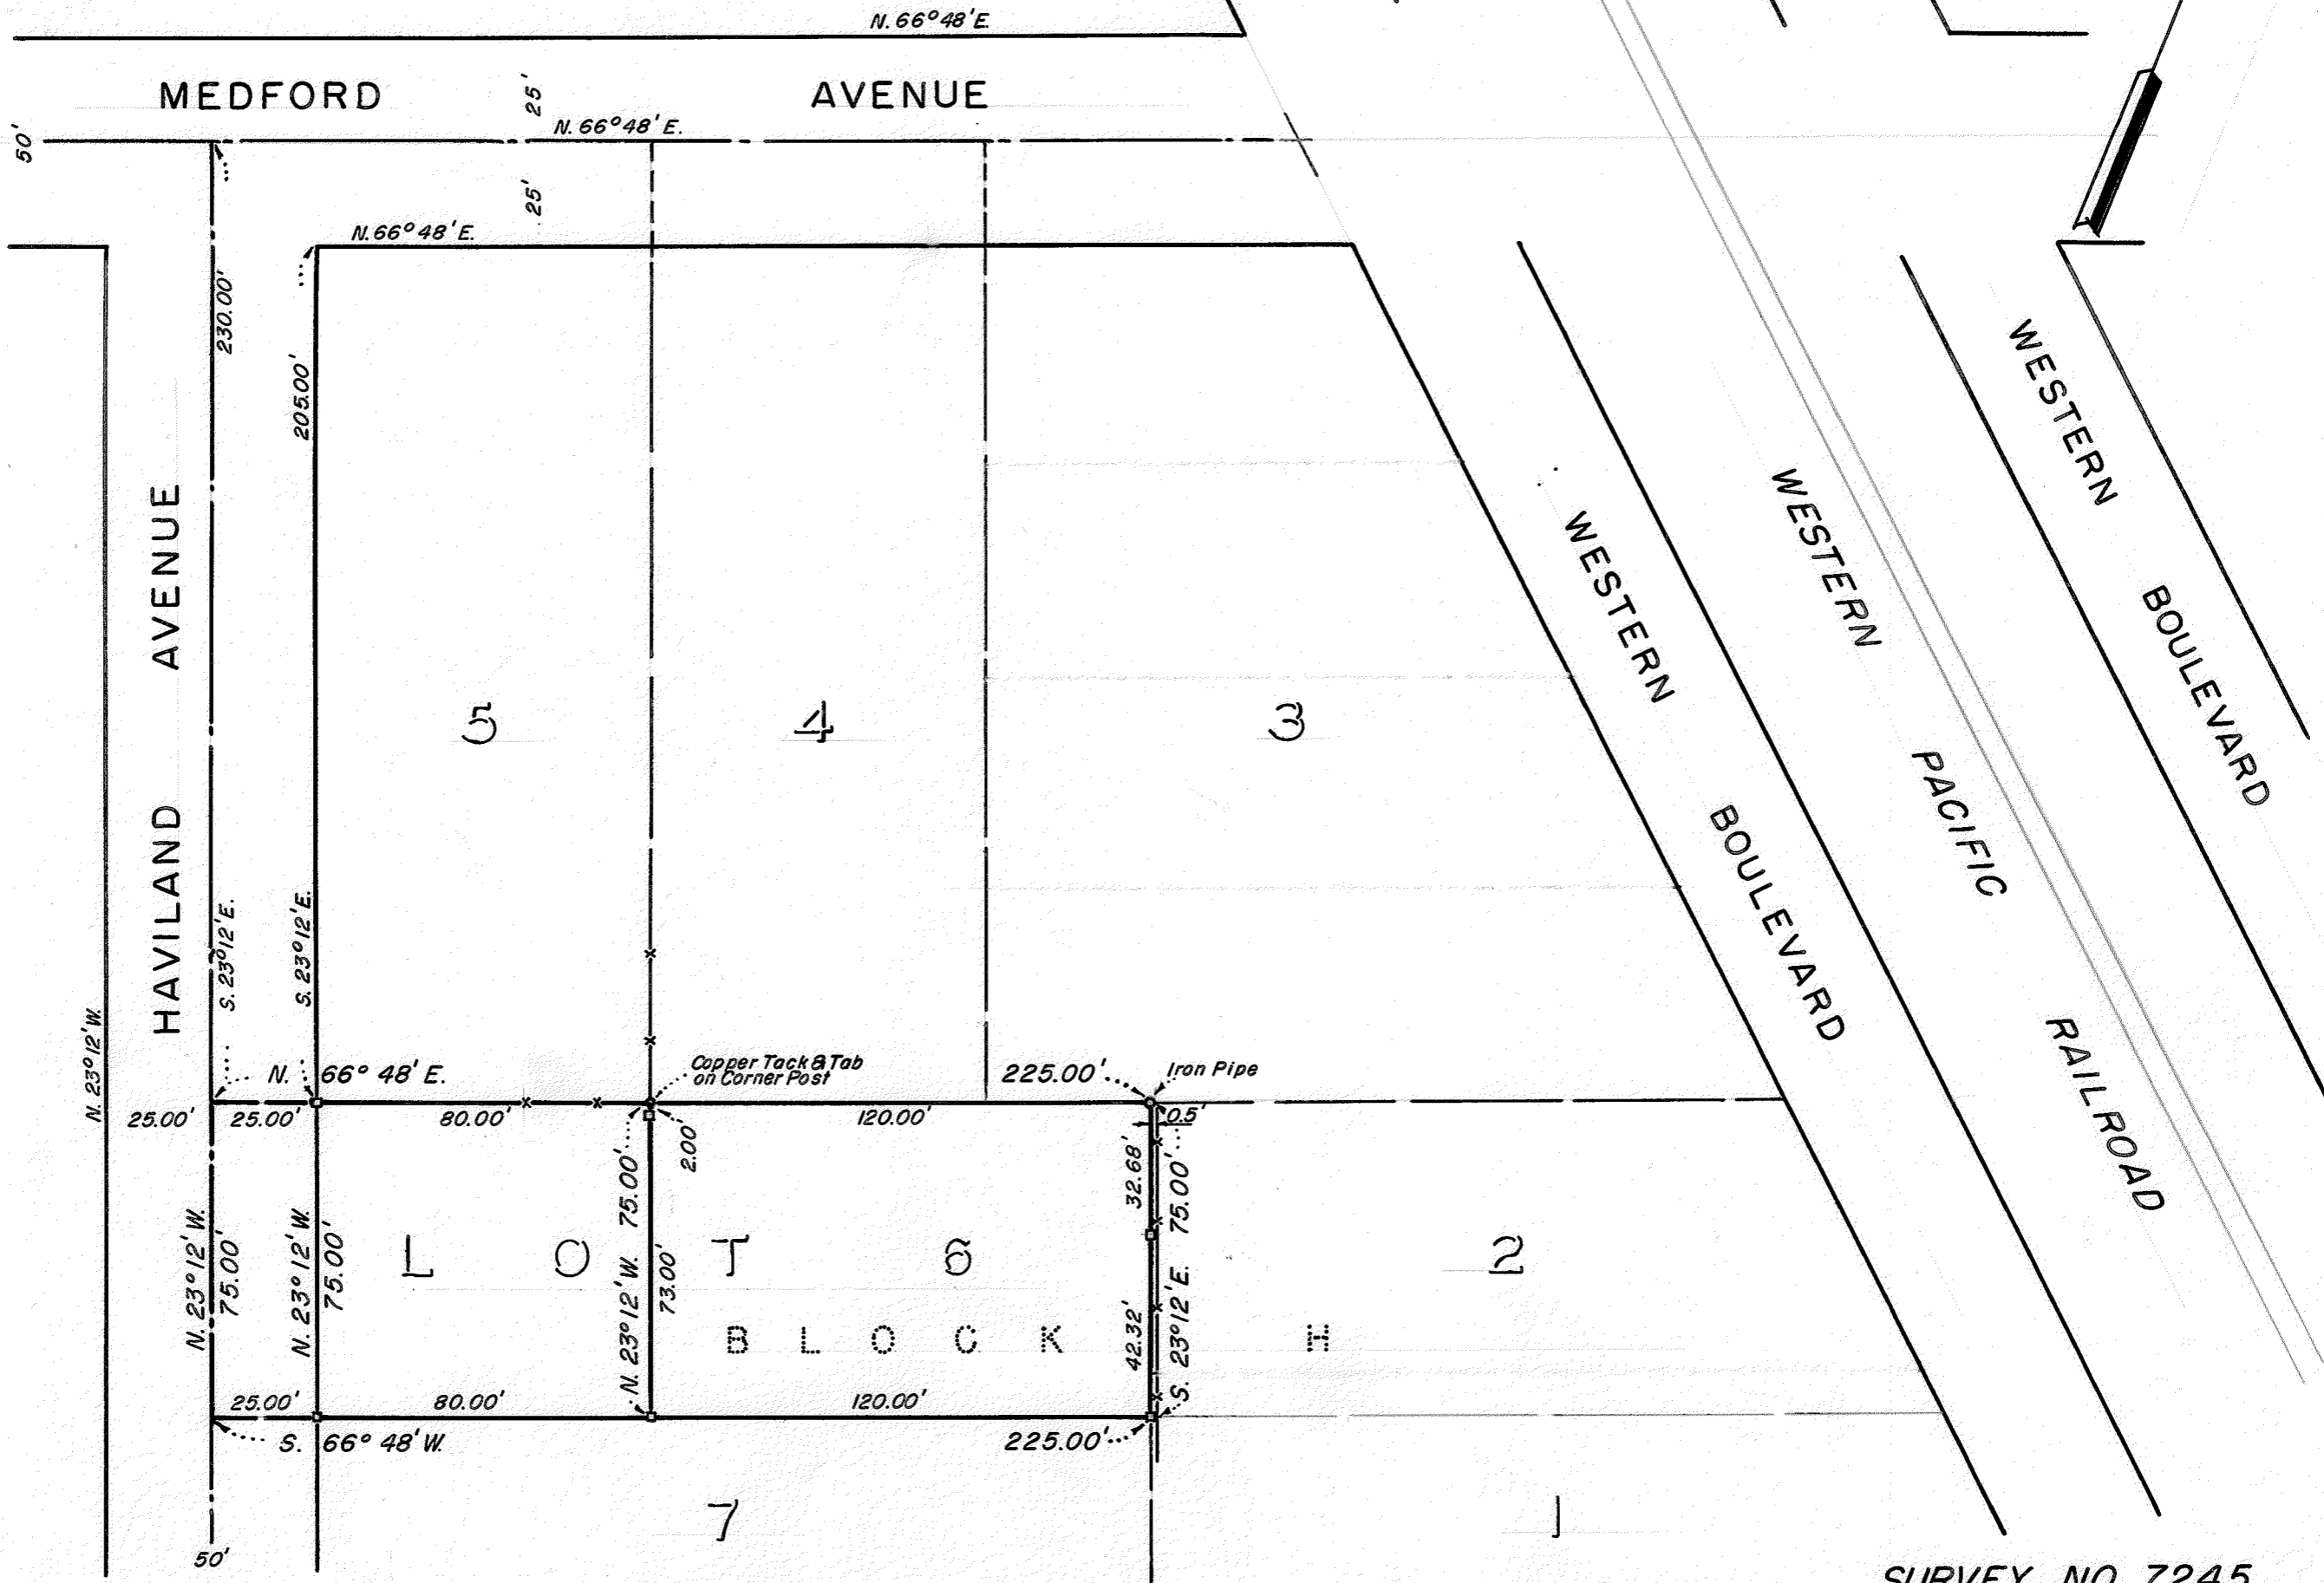 N. 66°48'E.
MEDFORD AVENUE
25'
50'
N. 66°48'E.
25'
N. 66°48'E.
230.00'
205.00'
HAVILAND AVENUE
S. 23°12'E.
S. 23°12'E.
N. 23°12'W.
5
4
3
WESTERN BOULEVARD
WESTERN PACIFIC RAILROAD
WESTERN BOULEVARD
N. 66° 48' E.
Copper Tack & Tab
on Corner Post
225.00'
Iron Pipe
25.00'
25.00'
80.00'
120.00'
0.5'
2.00'
N. 23°12' W.
75.00'
N. 23°12' W.
75.00'
N. 23°12' W. 75.00'
73.00'
32.68'
42.32'
S. 23°12' E. 75.00'
LOT 6
2
BLOCK H
25.00'
80.00'
120.00'
S. 66° 48' W.
225.00'
7
1
50'
SURVEY NO. 7245